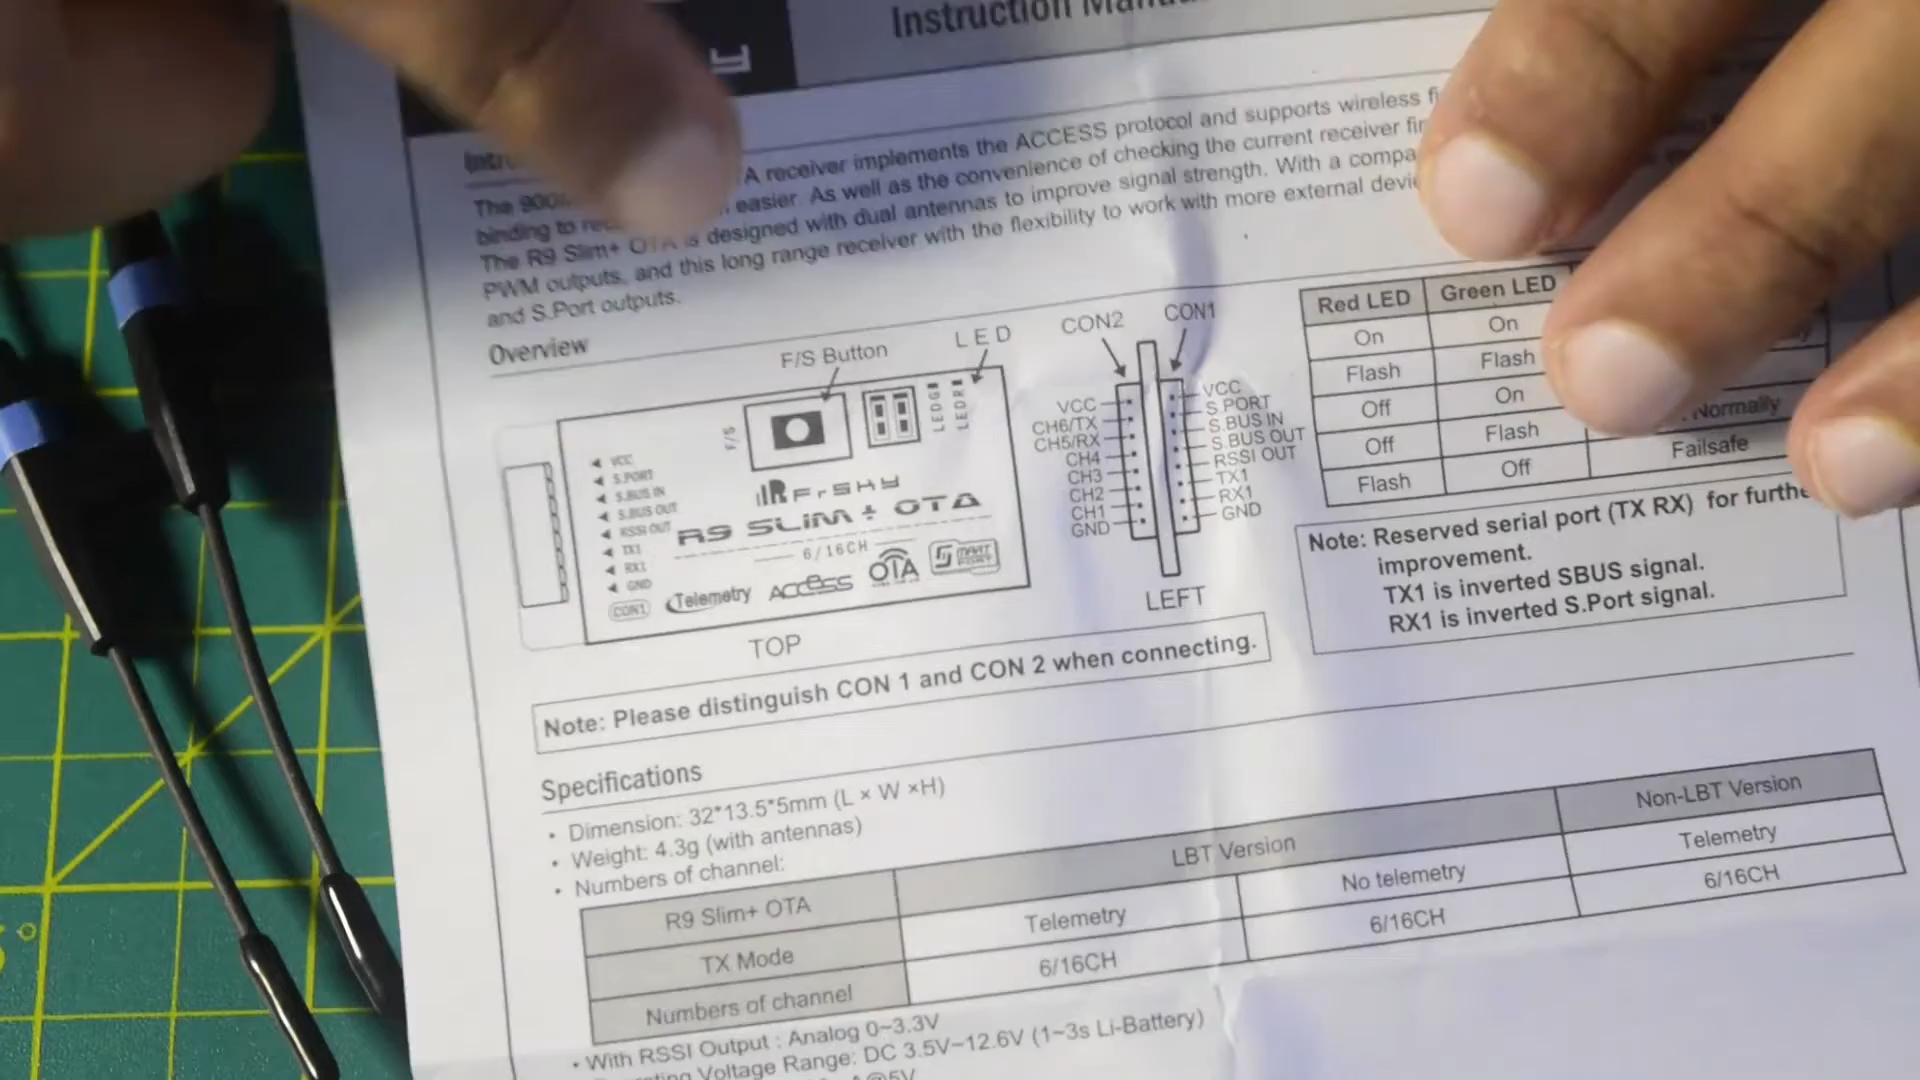 Instruction
A receiver implements the ACCESS protocol and supports wireless
The easier. As well as the convenience of checking the current receiver
binding to designed with dual antennas to improve signal strength. With a
The R9 Slim+ OTA is
PWM outputs, and this long range receiver with the flexibility to work with more external
and S.Port outputs.
Overview
F/S Button
LED
F/S
LEDG
LEDR
VCC
S.PORT
S.BUS IN
S.BUS OUT
RSSI OUT
TX1
RX1
GND
CON1
FrSKY
R9 SLIM+ OTA
6/16CH
Telemetry
ACCESS
OTA
SMART PORT
TOP
CON2
CON1
VCC
CH6/TX
CH5/RX
CH4
CH3
CH2
CH1
GND
VCC
S.PORT
S.BUS IN
S.BUS OUT
RSSI OUT
TX1
RX1
GND
LEFT
Red LED Green LED
On On
Flash Flash
Off On Normally
Off Flash Failsafe
Flash Off
Note: Reserved serial port (TX RX) for
improvement.
TX1 is inverted SBUS signal.
RX1 is inverted S.Port signal.
Note: Please distinguish CON 1 and CON 2 when connecting.
Specifications
• Dimension: 32*13.5*5mm (L × W ×H)
• Weight: 4.3g (with antennas)
• Numbers of channel:
R9 Slim+ OTA LBT Version Non-LBT Version
TX Mode Telemetry No telemetry Telemetry
Numbers of channel 6/16CH 6/16CH 6/16CH
• With RSSI Output : Analog 0~3.3V
Voltage Range: DC 3.5V~12.6V (1~3s Li-Battery)